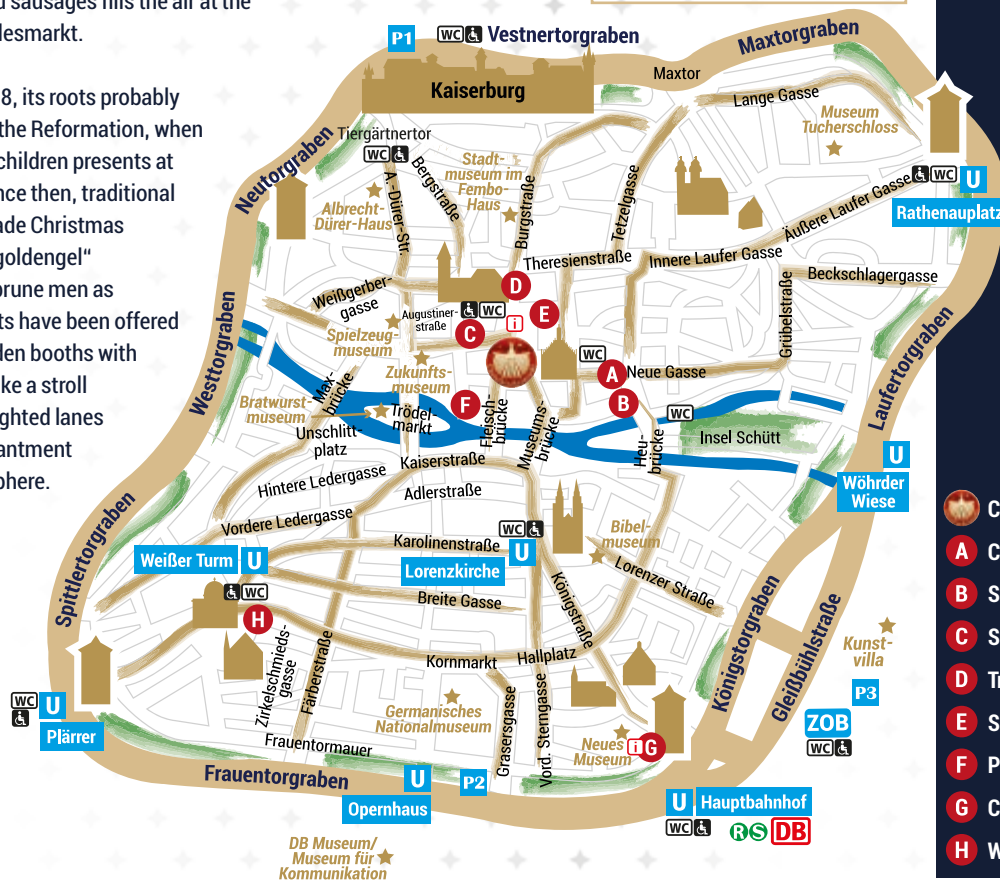 d sausages fills the air at the
lesmarkt.
8, its roots probably
the Reformation, when
children presents at
nce then, traditional
ade Christmas
goldengel“
prune men as
ts have been offered
den booths with
ke a stroll
ghted lanes
antment
phere.
P1
WC
Vestnertorgraben
Maxtorgraben
Kaiserburg
Maxtor
Lange Gasse
Museum
Tucherschloss
Neutorgraben
Tiergärtnertor
WC
A.-Dürer-Str.
Bergstraße
Stadt-
museum im
Fembo-
Haus
Burgstraße
Tetzelgasse
Albrecht-
Dürer-Haus
Äußere Laufer Gasse
WC
U
Rathenauplatz
Theresienstraße
Innere Laufer Gasse
Beckschlagergasse
Weißgerber-
gasse
D
Augustiner-
straße
WC
E
i
C
Spielzeug-
museum
Grübelstraße
Westtorgraben
Zukunfts-
museum
WC
A
Neue Gasse
B
Laufertorgraben
Max-
brücke
Bratwurst-
museum
Trödel-
markt
F
Fleisch-
brücke
Museums-
brücke
Heu-
brücke
WC
Insel Schütt
Unschlitt-
platz
Kaiserstraße
Hintere Ledergasse
Adlerstraße
U
Wöhrder
Wiese
Vordere Ledergasse
Spittlertorgraben
Weißer Turm
U
Karolinenstraße
WC
U
Lorenzkirche
Bibel-
museum
Lorenzer Straße
Königstraße
Breite Gasse
WC
H
Zirkelschmieds-
gasse
Färberstraße
Kornmarkt
Hallplatz
Königstorgraben
Gleißbühlstraße
Kunst-
villa
P3
ZOB
WC
WC
U
Plärrer
Germanisches
Nationalmuseum
Grasersgasse
Vord. Sterngasse
Neues
Museum
i
G
Frauentormauer
Frauentorgraben
U
Opernhaus
P2
U
Hauptbahnhof
WC
R
S
DB
DB Museum/
Museum für
Kommunikation
C
A C
B S
C S
D Tr
E S
F P
G C
H W